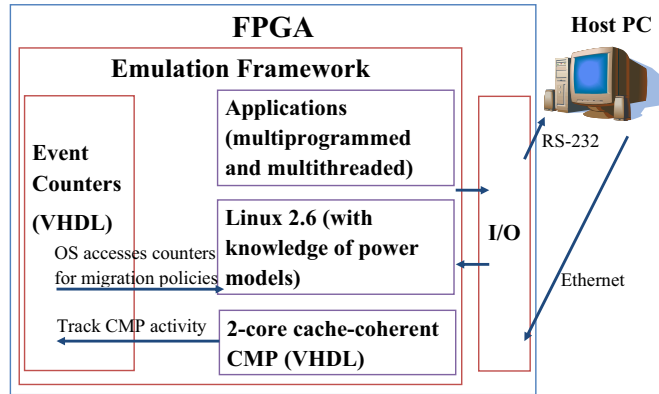 FPGA
Host PC
Emulation Framework
Event
Counters
(VHDL)
Applications
(multiprogrammed
and multithreaded)
RS-232
Linux 2.6 (with
knowledge of power
models)
I/O
OS accesses counters
for migration policies
Ethernet
Track CMP activity
2-core cache-coherent
CMP (VHDL)